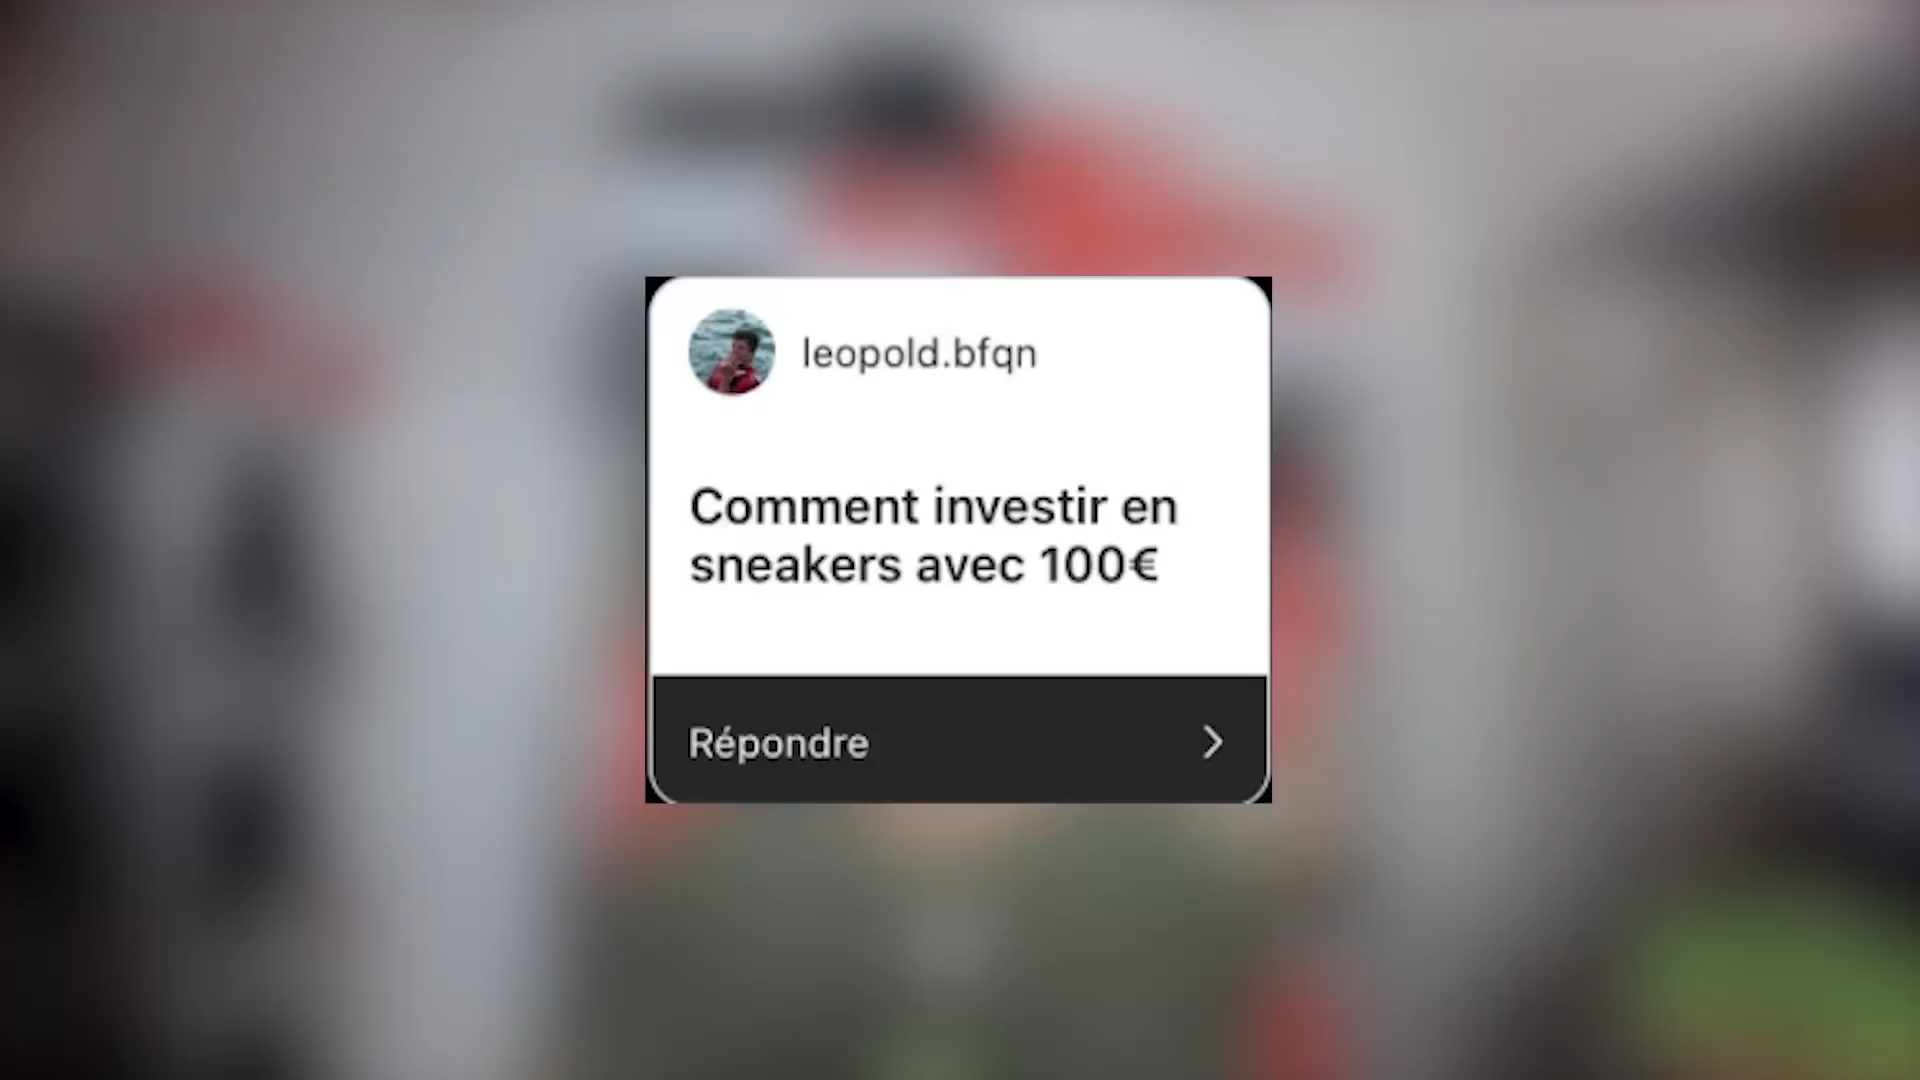 leopold.bfqn
Comment investir en
sneakers avec 100€
Répondre